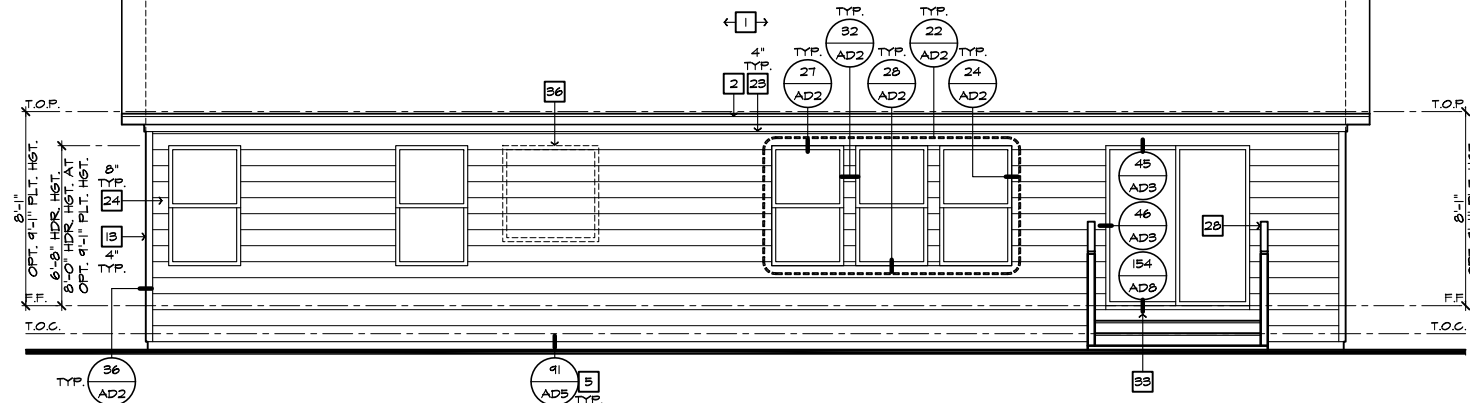 TYP.
TYP.
1
32
AD2
22
AD2
4"
TYP.
TYP.
TYP.
TYP.
2
23
27
AD2
28
AD2
24
AD2
36
T.O.P.
T.O.P.
8'-1"
OPT. 9'-1" PLT. HGT.
6'-8" HDR. HGT.
8'-0" HDR. HGT. AT
OPT. 9'-1" PLT. HGT.
8"
TYP.
24
13
4"
TYP.
45
AD3
46
AD3
28
154
AD8
8'-1"
F.F.
F.F.
T.O.C.
T.O.C.
TYP.
36
AD2
91
AD5
5
TYP.
33